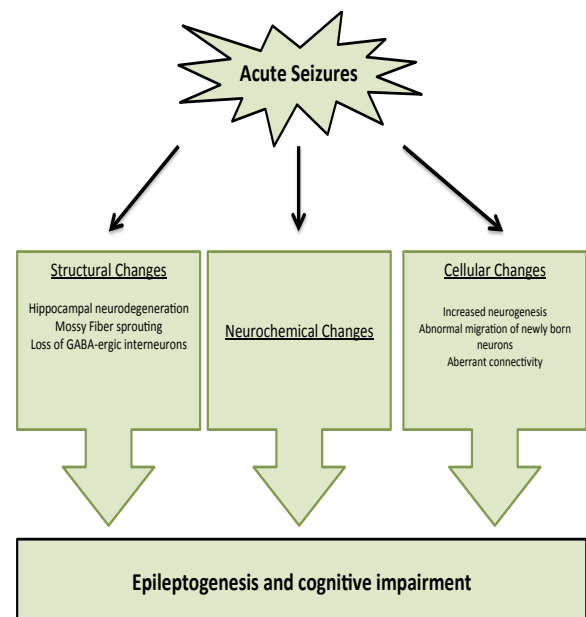 Acute Seizures
Structural Changes
Hippocampal neurodegeneration
Mossy Fiber sprouting
Loss of GABA-ergic interneurons
Neurochemical Changes
Cellular Changes
Increased neurogenesis
Abnormal migration of newly born
neurons
Aberrant connectivity
Epileptogenesis and cognitive impairment